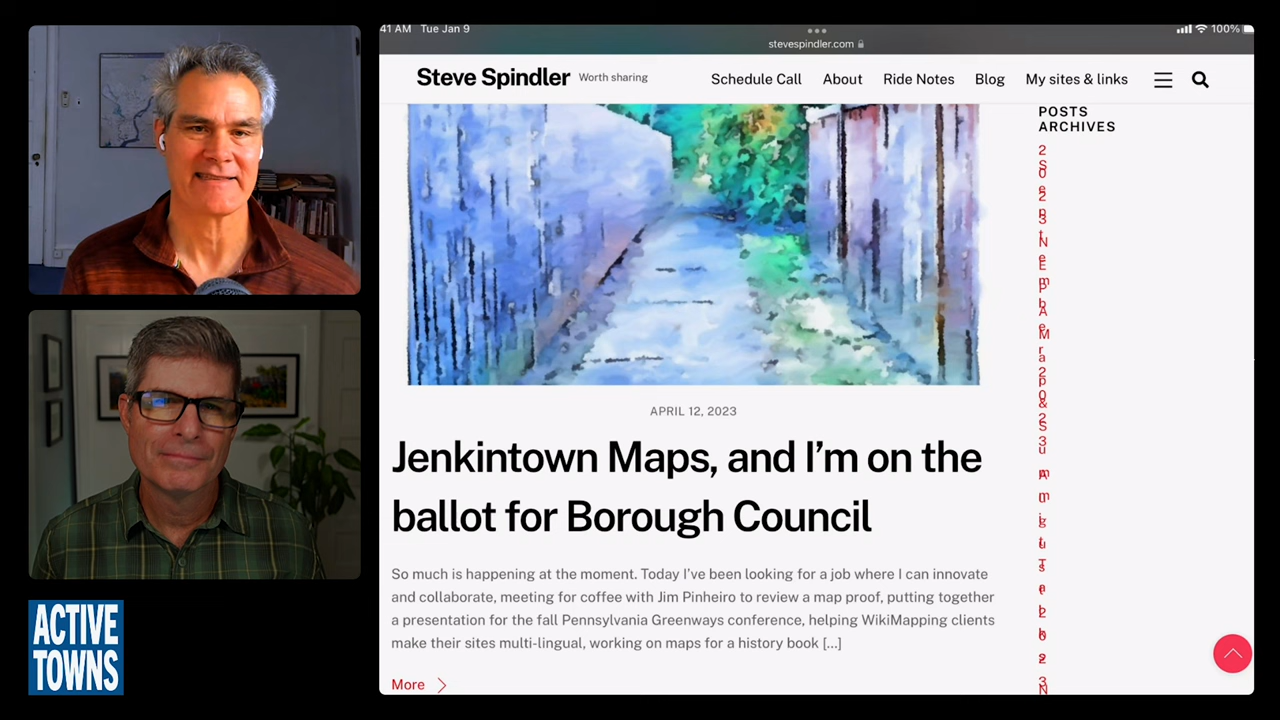 41 AM Tue Jan 9
100%
stevespindler.com
Steve Spindler Worth sharing Schedule Call About Ride Notes Blog My sites & links
POSTS
ARCHIVES
APRIL 12, 2023
Jenkintown Maps, and I’m on the
ballot for Borough Council
So much is happening at the moment. Today I’ve been looking for a job where I can innovate
and collaborate, meeting for coffee with Jim Pinheiro to review a map proof, putting together
a presentation for the fall Pennsylvania Greenways conference, helping WikiMapping clients
make their sites multi-lingual, working on maps for a history book […]
More
ACTIVE
TOWNS